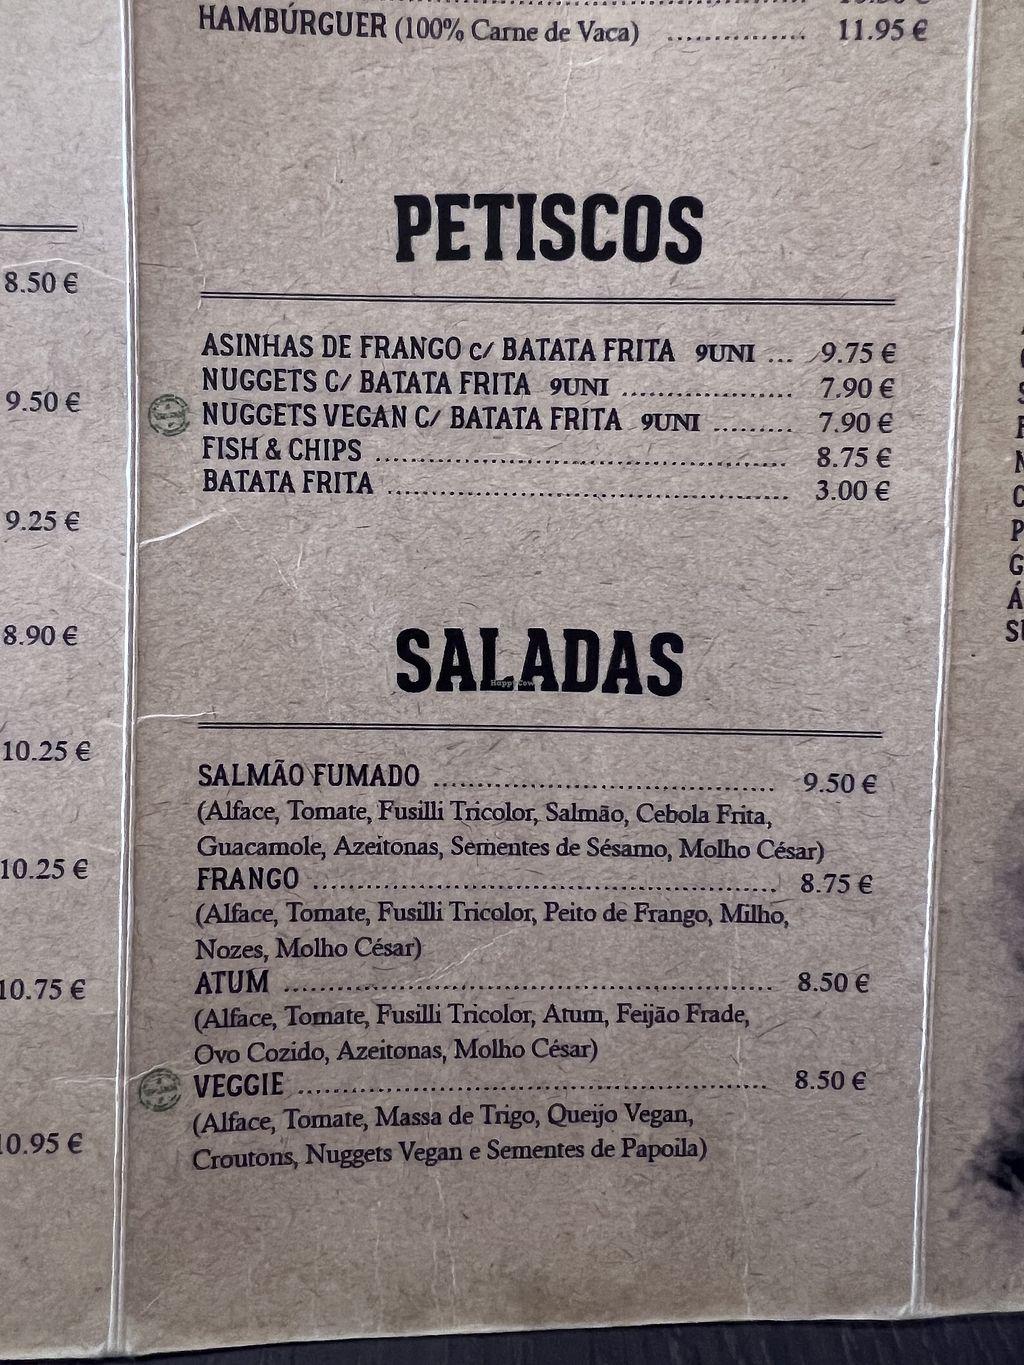 HAMBÚRGUER (100% Carne de Vaca) ............... 11.95 €
PETISCOS
ASINHAS DE FRANGO c/ BATATA FRITA 9UNI ... 9.75 €
NUGGETS C/ BATATA FRITA 9UNI ..................... 7.90 €
NUGGETS VEGAN C/ BATATA FRITA 9UNI ......... 7.90 €
FISH & CHIPS ................................................... 8.75 €
BATATA FRITA ................................................. 3.00 €
SALADAS
HappyCow
SALMÃO FUMADO .......................................... 9.50 €
(Alface, Tomate, Fusilli Tricolor, Salmão, Cebola Frita,
Guacamole, Azeitonas, Sementes de Sésamo, Molho César)
FRANGO .......................................................... 8.75 €
(Alface, Tomate, Fusilli Tricolor, Peito de Frango, Milho,
Nozes, Molho César)
ATUM ............................................................. 8.50 €
(Alface, Tomate, Fusilli Tricolor, Atum, Feijão Frade,
Ovo Cozido, Azeitonas, Molho César)
VEGGIE ........................................................... 8.50 €
(Alface, Tomate, Massa de Trigo, Queijo Vegan,
Croutons, Nuggets Vegan e Sementes de Papoila)
8.50 €
9.50 €
9.25 €
8.90 €
10.25 €
10.25 €
10.75 €
10.95 €